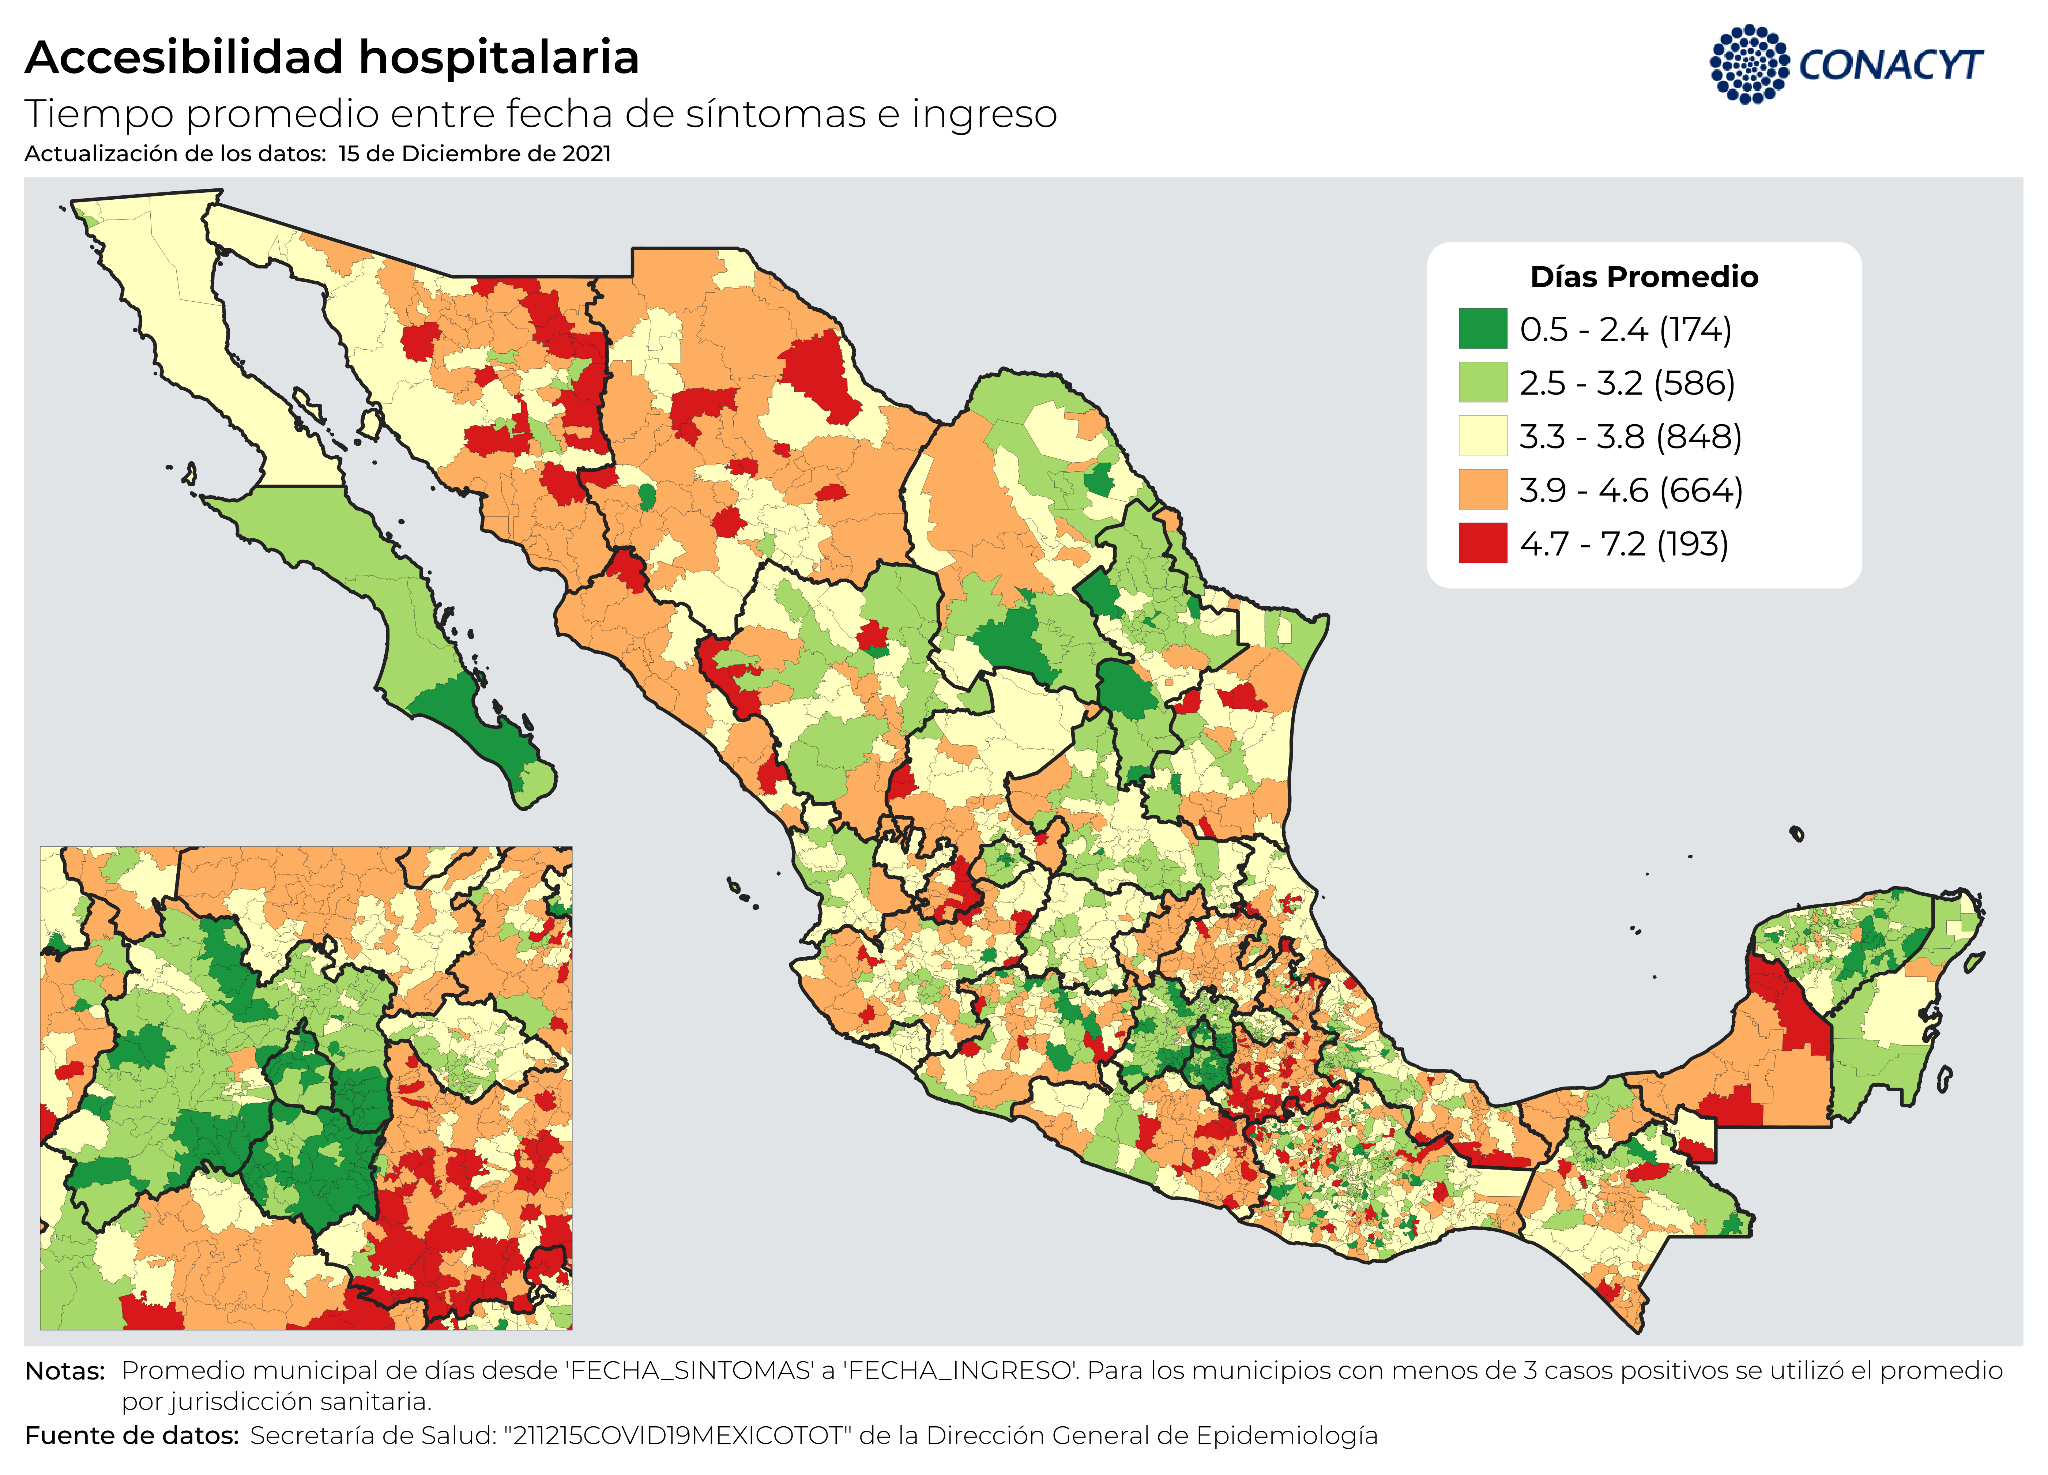 Accesibilidad hospitalaria
Tiempo promedio entre fecha de síntomas e ingreso
Actualización de los datos: 15 de Diciembre de 2021
CONACYT
Días Promedio
0.5 - 2.4 (174)
2.5 - 3.2 (586)
3.3 - 3.8 (848)
3.9 - 4.6 (664)
4.7 - 7.2 (193)
Notas: Promedio municipal de días desde 'FECHA_SINTOMAS' a 'FECHA_INGRESO'. Para los municipios con menos de 3 casos positivos se utilizó el promedio
por jurisdicción sanitaria.
Fuente de datos: Secretaría de Salud: "211215COVID19MEXICOTOT" de la Dirección General de Epidemiología